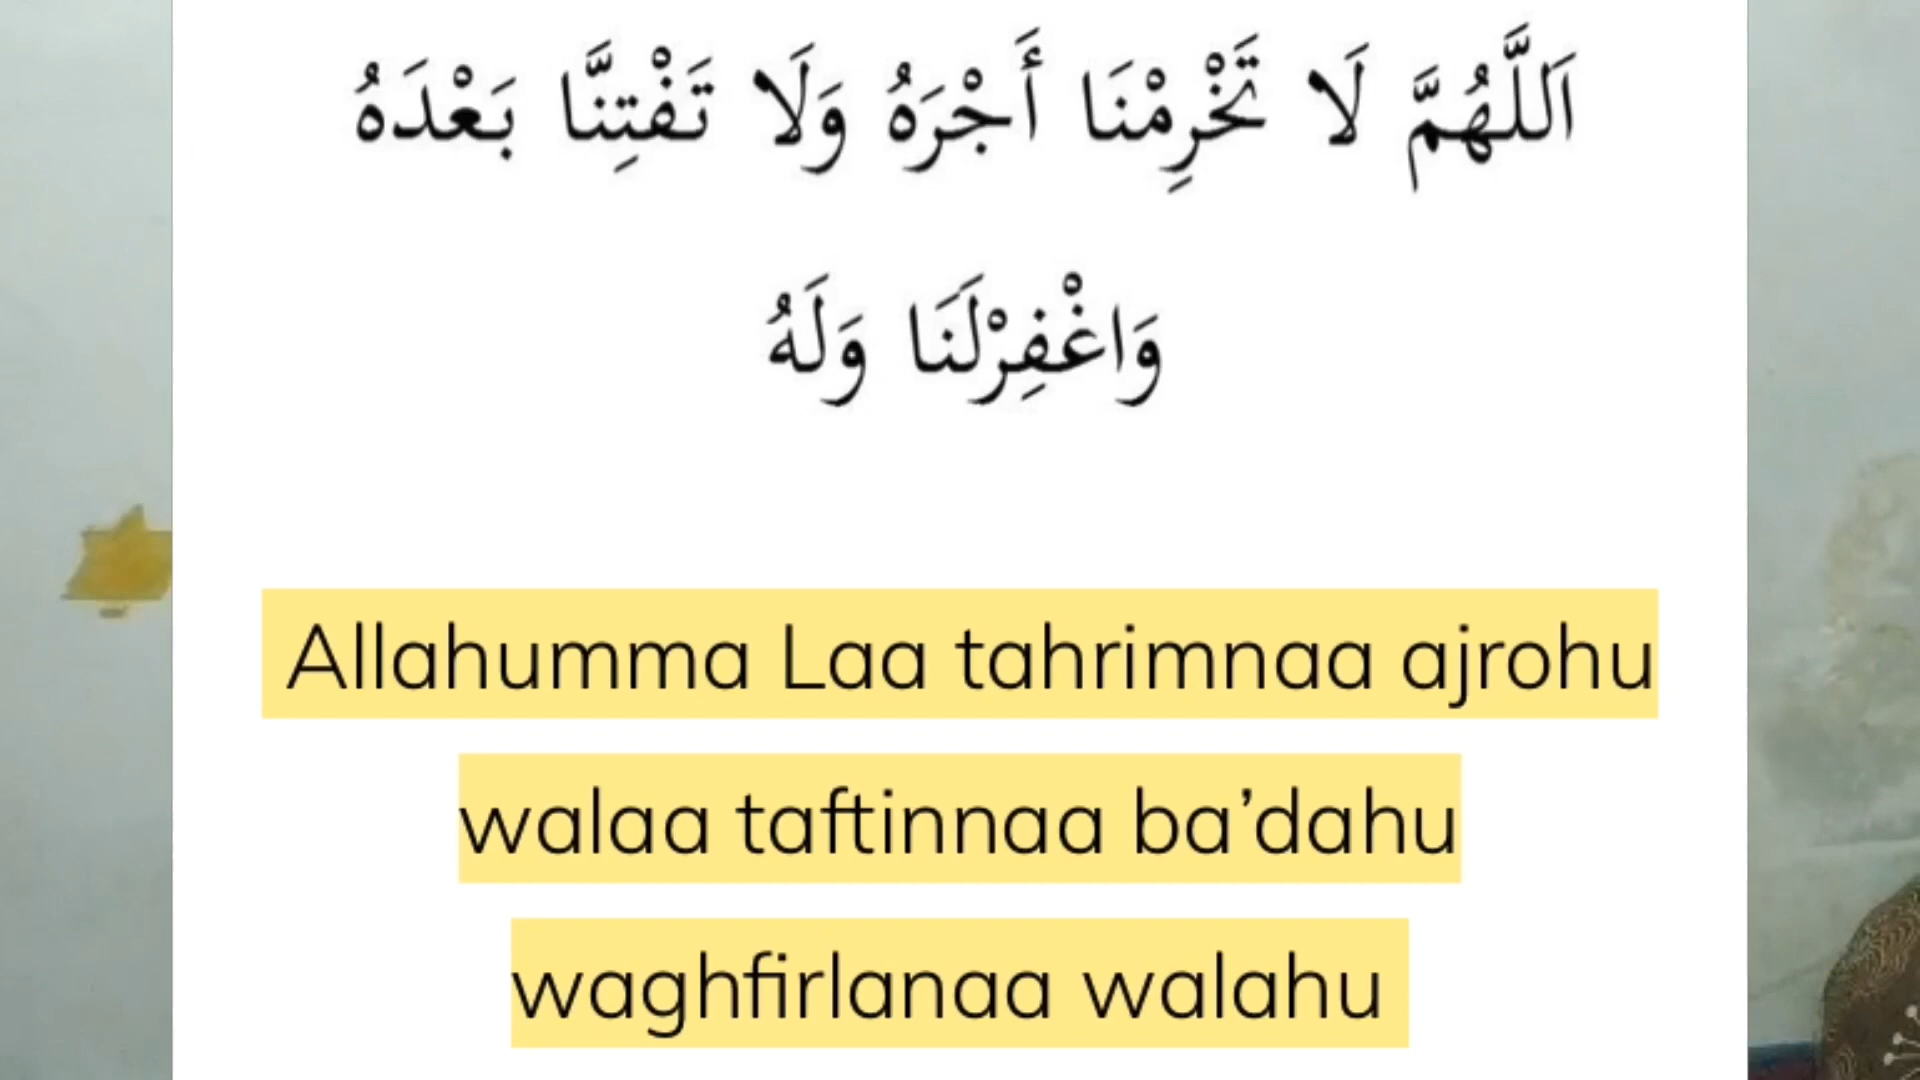 اَللَّهُمَّ لَا تَخْرِمْنَا أَجْرَهُ وَلَا تَفْتِنَّا بَعْدَهُ
وَاغْفِرْلَنَا وَلَهُ
Allahumma Laa tahrimnaa ajrohu
walaa taftinnaa ba’dahu
waghfirlanaa walahu